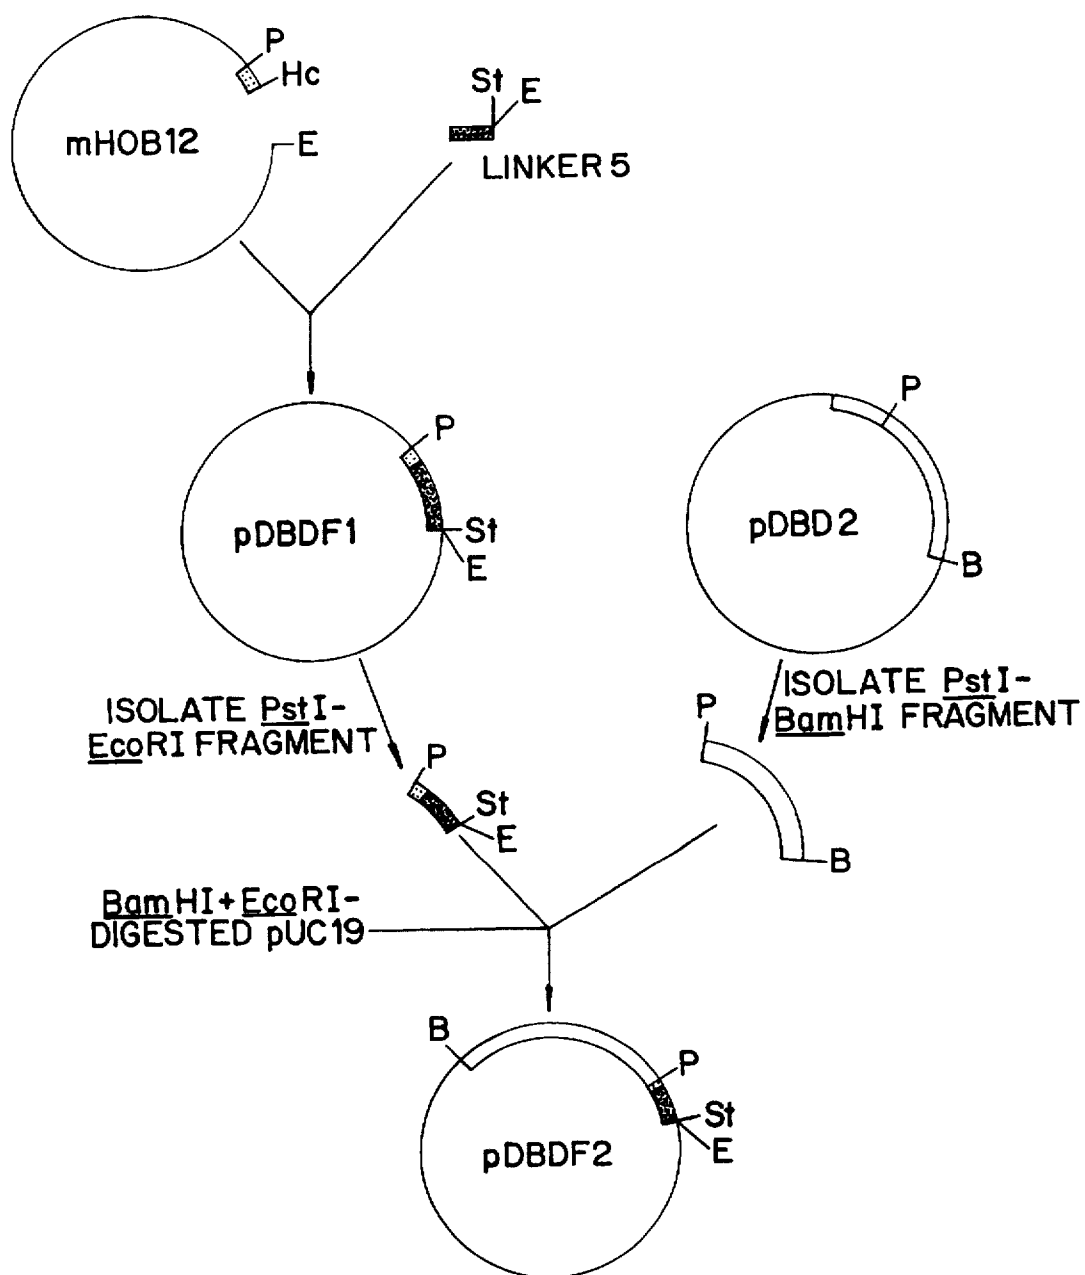 P
Hc
mHOB12
E
St
E
LINKER 5
P
pDBDF1
St
E
P
pDBD2
B
ISOLATE PstI-
EcoRI FRAGMENT
ISOLATE PstI-
BamHI FRAGMENT
P
St
E
P
B
BamHI+EcoRI-
DIGESTED pUC19
B
P
St
E
pDBDF2